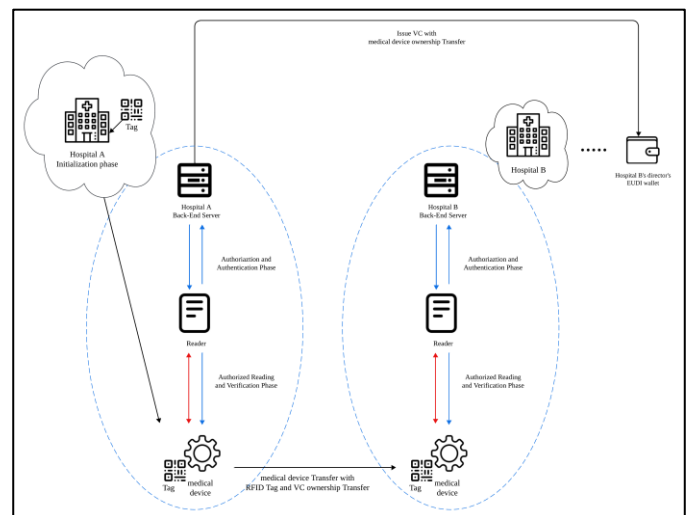 Issue VC with
medical device ownership Transfer
Tag
Hospital A
Initialization phase
Hospital B
Hospital B's director's
EUDI wallet
Hospital A
Back-End Server
Hospital B
Back-End Server
Authoriaztion and
Authentication Phase
Authoriaztion and
Authentication Phase
Reader
Reader
Authorized Reading
and Verification Phase
Authorized Reading
and Verification Phase
Tag
medical
device
medical device Transfer with
RFID Tag and VC ownership Transfer
Tag
medical
device